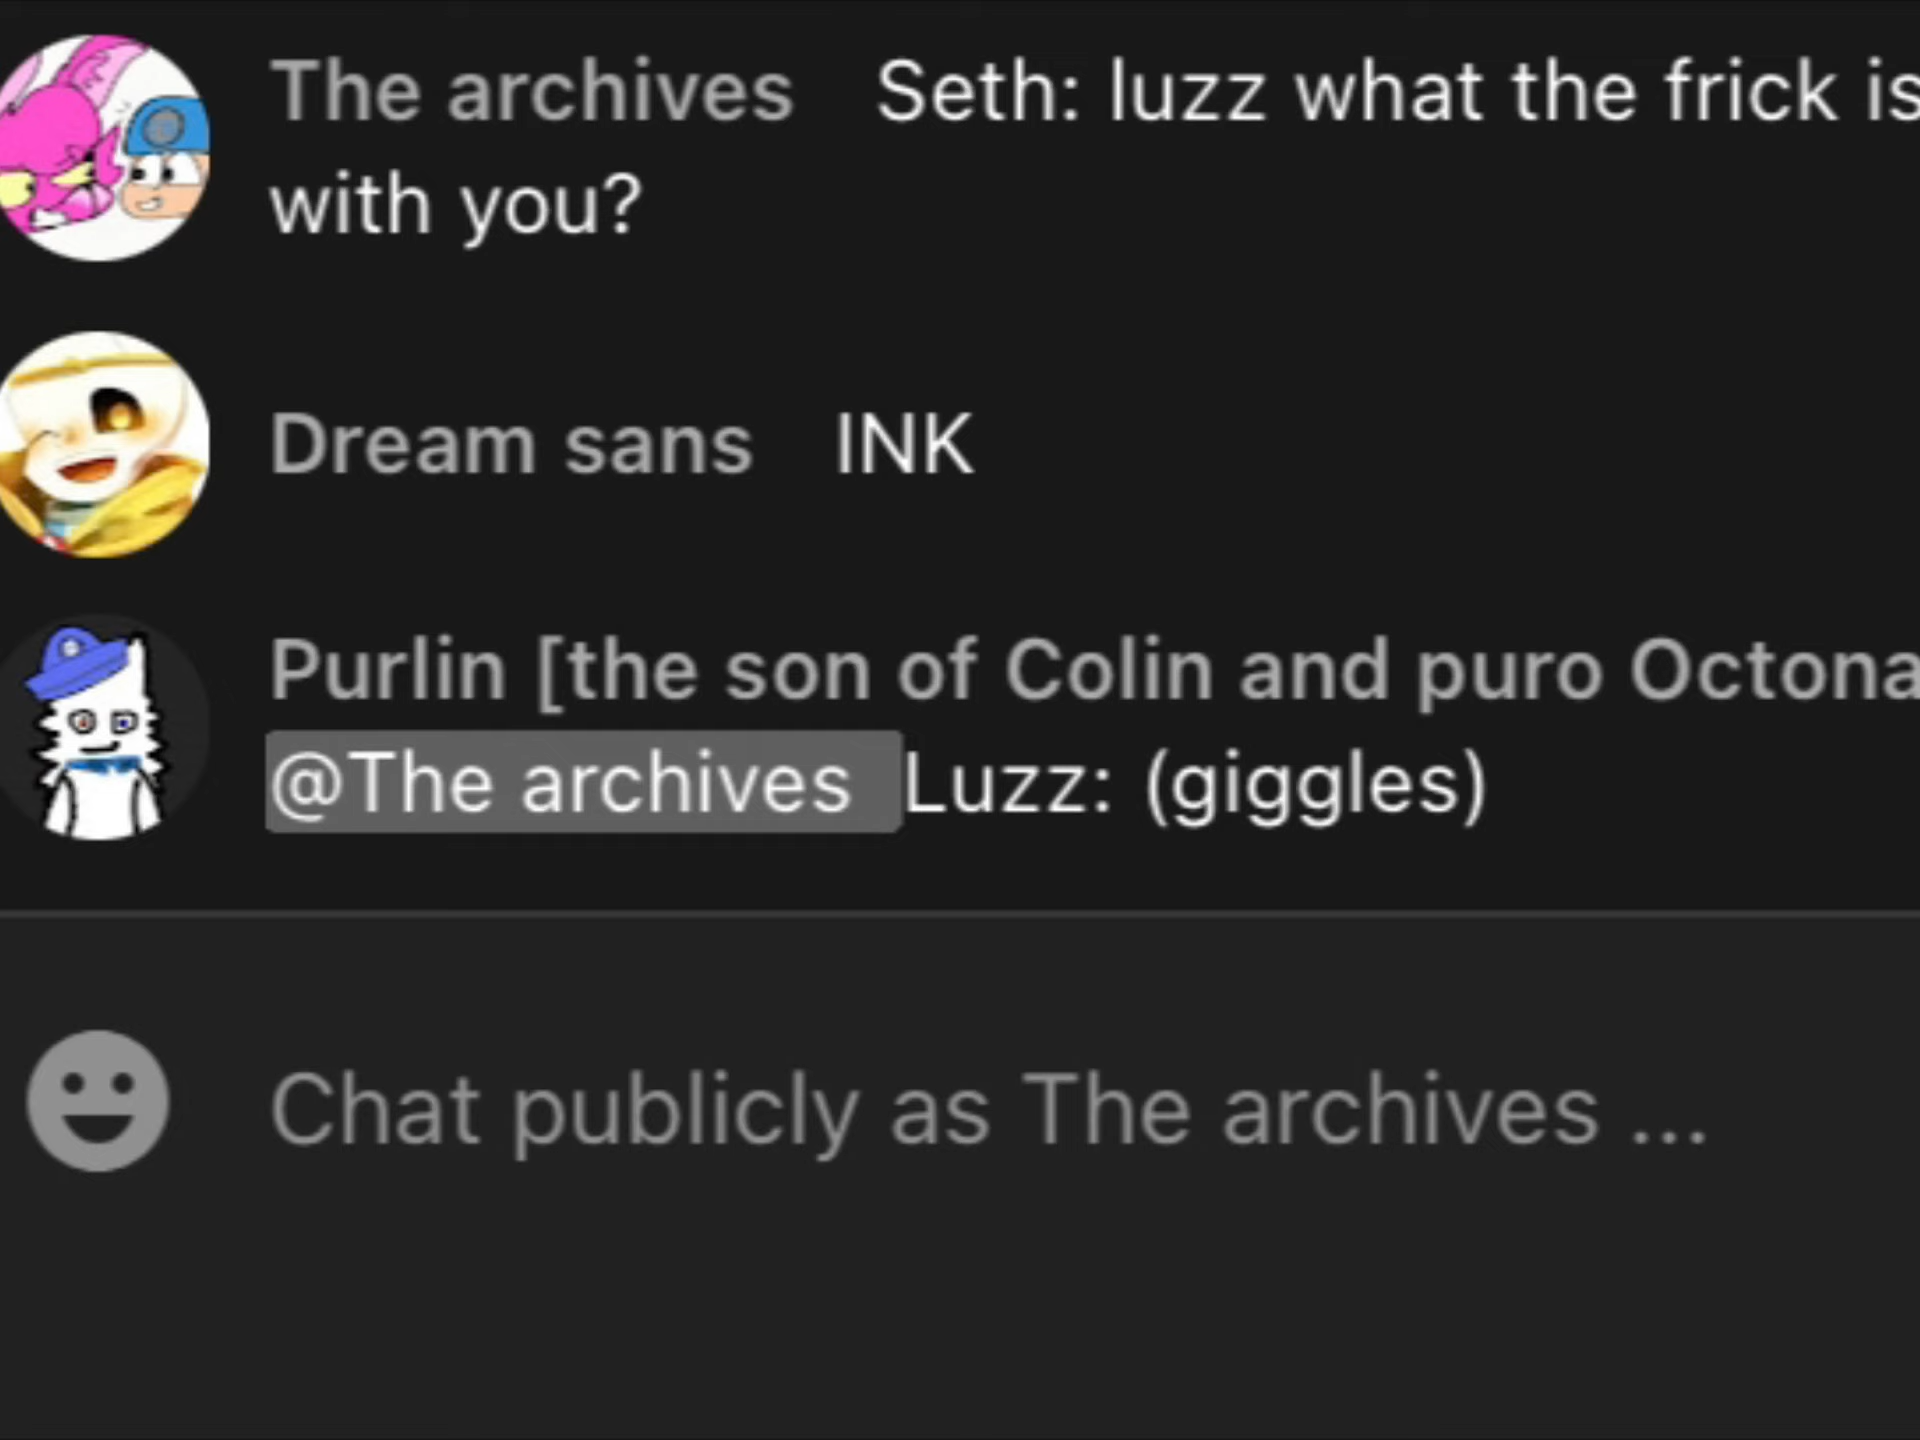 The archives Seth: luzz what the frick is
with you?
Dream sans INK
Purlin [the son of Colin and puro Octona
@The archives Luzz: (giggles)
Chat publicly as The archives ...